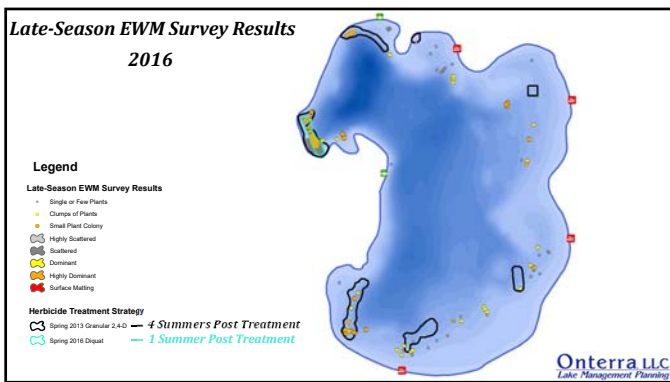 Late-Season EWM Survey Results
2016
Legend
Late-Season EWM Survey Results
Single or Few Plants
Clumps of Plants
Small Plant Colony
Highly Scattered
Scattered
Dominant
Highly Dominant
Surface Matting
Herbicide Treatment Strategy
Spring 2013 Granular 2,4-D — 4 Summers Post Treatment
Spring 2016 Diquat — 1 Summer Post Treatment
Onterra LLC
Lake Management Planning